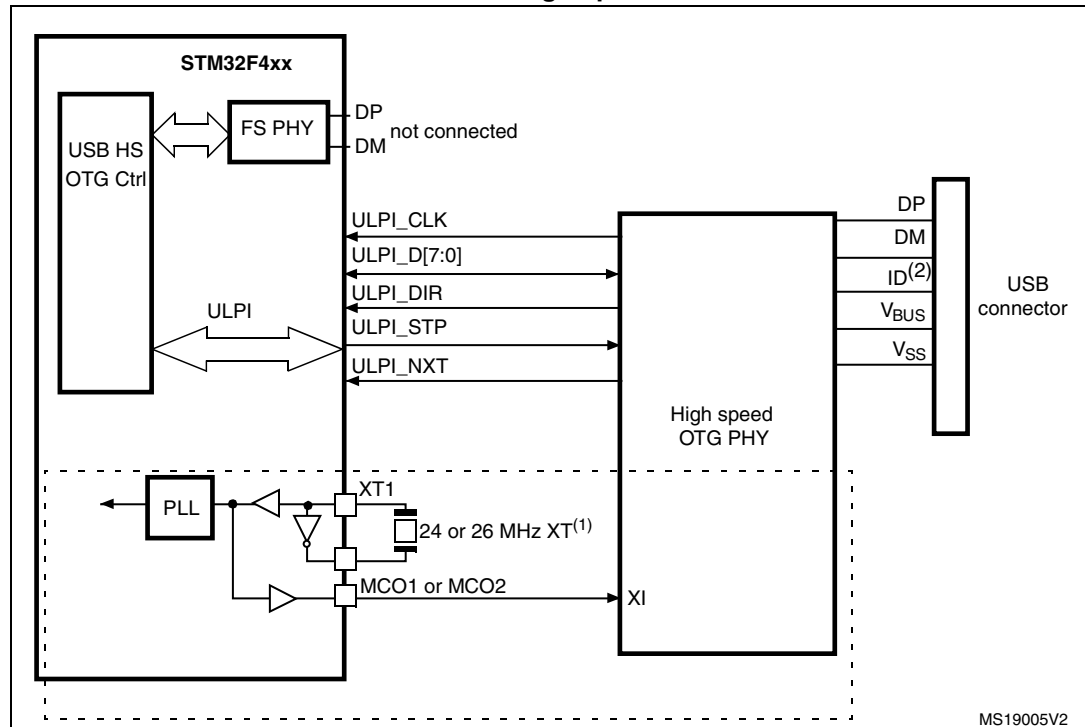 STM32F4xx
USB HS
OTG Ctrl
FS PHY
DP
DM
not connected
ULPI
ULPI_CLK
ULPI_D[7:0]
ULPI_DIR
ULPI_STP
ULPI_NXT
High speed
OTG PHY
DP
DM
ID(2)
VBUS
VSS
USB
connector
PLL
XT1
24 or 26 MHz XT(1)
MCO1 or MCO2
XI
MS19005V2